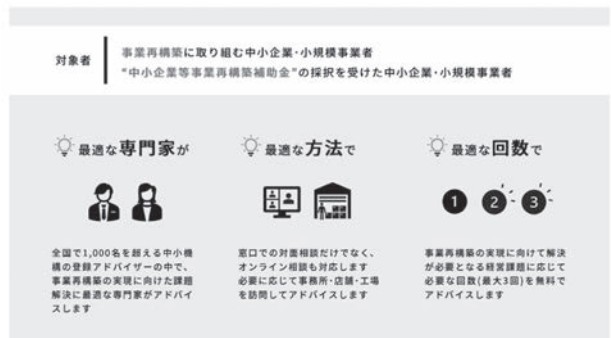 対象者
事業再構築に取り組む中小企業・小規模事業者
“中小企業等事業再構築補助金”の採択を受けた中小企業・小規模事業者
最適な専門家が
全国で1,000名を超える中小機
構の登録アドバイザーの中で、
事業再構築の実現に向けた課題
解決に最適な専門家がアドバイ
スします
最適な方法で
窓口での対面相談だけでなく、
オンライン相談も対応します
必要に応じて事務所・店舗・工場
を訪問してアドバイスします
最適な回数で
1 2 3
事業再構築の実現に向けて解決
が必要となる経営課題に応じて
必要な回数(最大3回)を無料で
アドバイスします